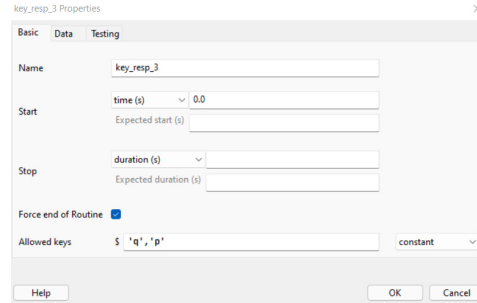 key_resp_3 Properties
Basic Data Testing
Name key_resp_3
Start time (s) 0.0
Expected start (s)
Stop duration (s)
Expected duration (s)
Force end of Routine
Allowed keys $ 'q','p' constant
Help OK Cancel